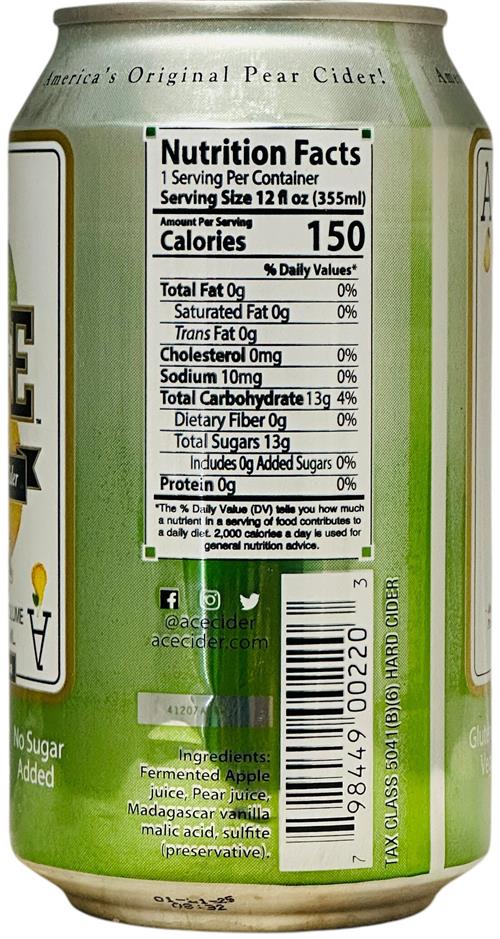 America's Original Pear Cider!
Nutrition Facts
1 Serving Per Container
Serving Size 12 fl oz (355ml)
Amount Per Serving
Calories 150
% Daily Values*
Total Fat 0g 0%
Saturated Fat 0g 0%
Trans Fat 0g
Cholesterol 0mg 0%
Sodium 10mg 0%
Total Carbohydrate 13g 4%
Dietary Fiber 0g 0%
Total Sugars 13g
Includes 0g Added Sugars 0%
Protein 0g 0%
*The % Daily Value (DV) tells you how much
a nutrient in a serving of food contributes to
a daily diet. 2,000 calories a day is used for
general nutrition advice.
@acecider
acecider.com
Ingredients:
Fermented Apple
juice, Pear juice,
Madagascar vanilla
malic acid, sulfite
(preservative).
7 98449 00220 3
TAX CLASS 5041(B)(6) HARD CIDER
No Sugar
Added